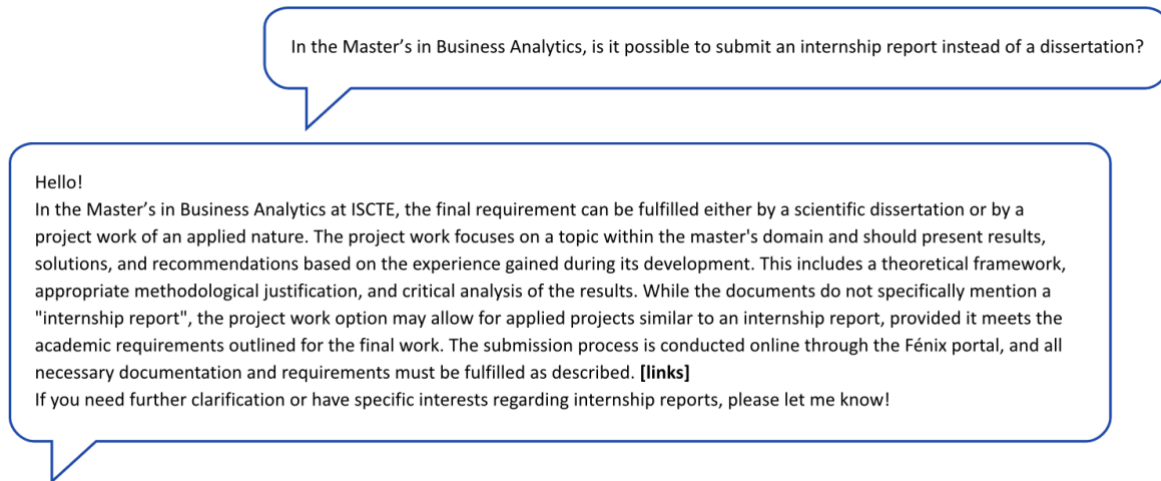 In the Master’s in Business Analytics, is it possible to submit an internship report instead of a dissertation?
Hello!
In the Master’s in Business Analytics at ISCTE, the final requirement can be fulfilled either by a scientific dissertation or by a
project work of an applied nature. The project work focuses on a topic within the master's domain and should present results,
solutions, and recommendations based on the experience gained during its development. This includes a theoretical framework,
appropriate methodological justification, and critical analysis of the results. While the documents do not specifically mention a
"internship report", the project work option may allow for applied projects similar to an internship report, provided it meets the
academic requirements outlined for the final work. The submission process is conducted online through the Fénix portal, and all
necessary documentation and requirements must be fulfilled as described. [links]
If you need further clarification or have specific interests regarding internship reports, please let me know!